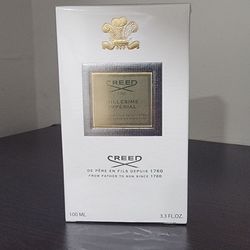 CREED
MILLESIME
IMPERIAL
CREED
DE PÈRE EN FILS DEPUIS 1760
FROM FATHER TO SON SINCE 1760
100 ML 3.3 FL.OZ.